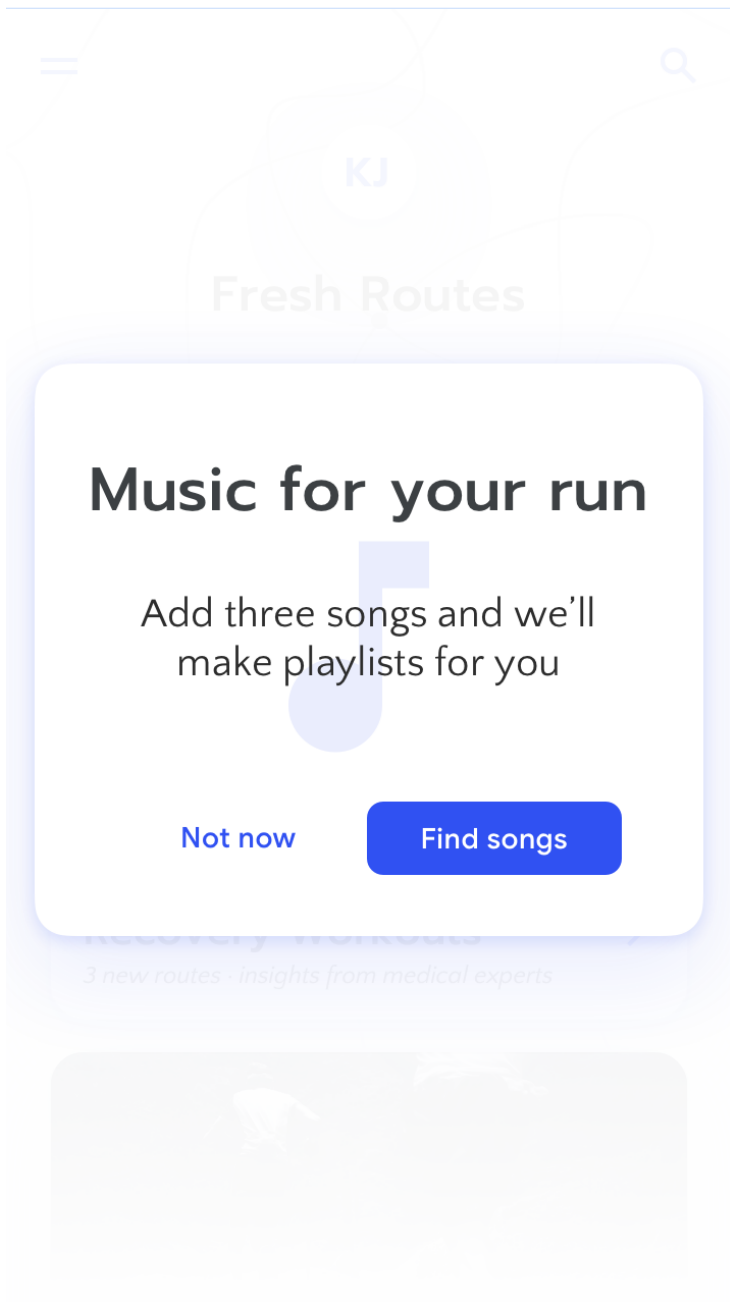 KJ
Fresh Routes
Music for your run
Add three songs and we’ll
make playlists for you
Not now
Find songs
Recovery Workouts
3 new routes · insights from medical experts